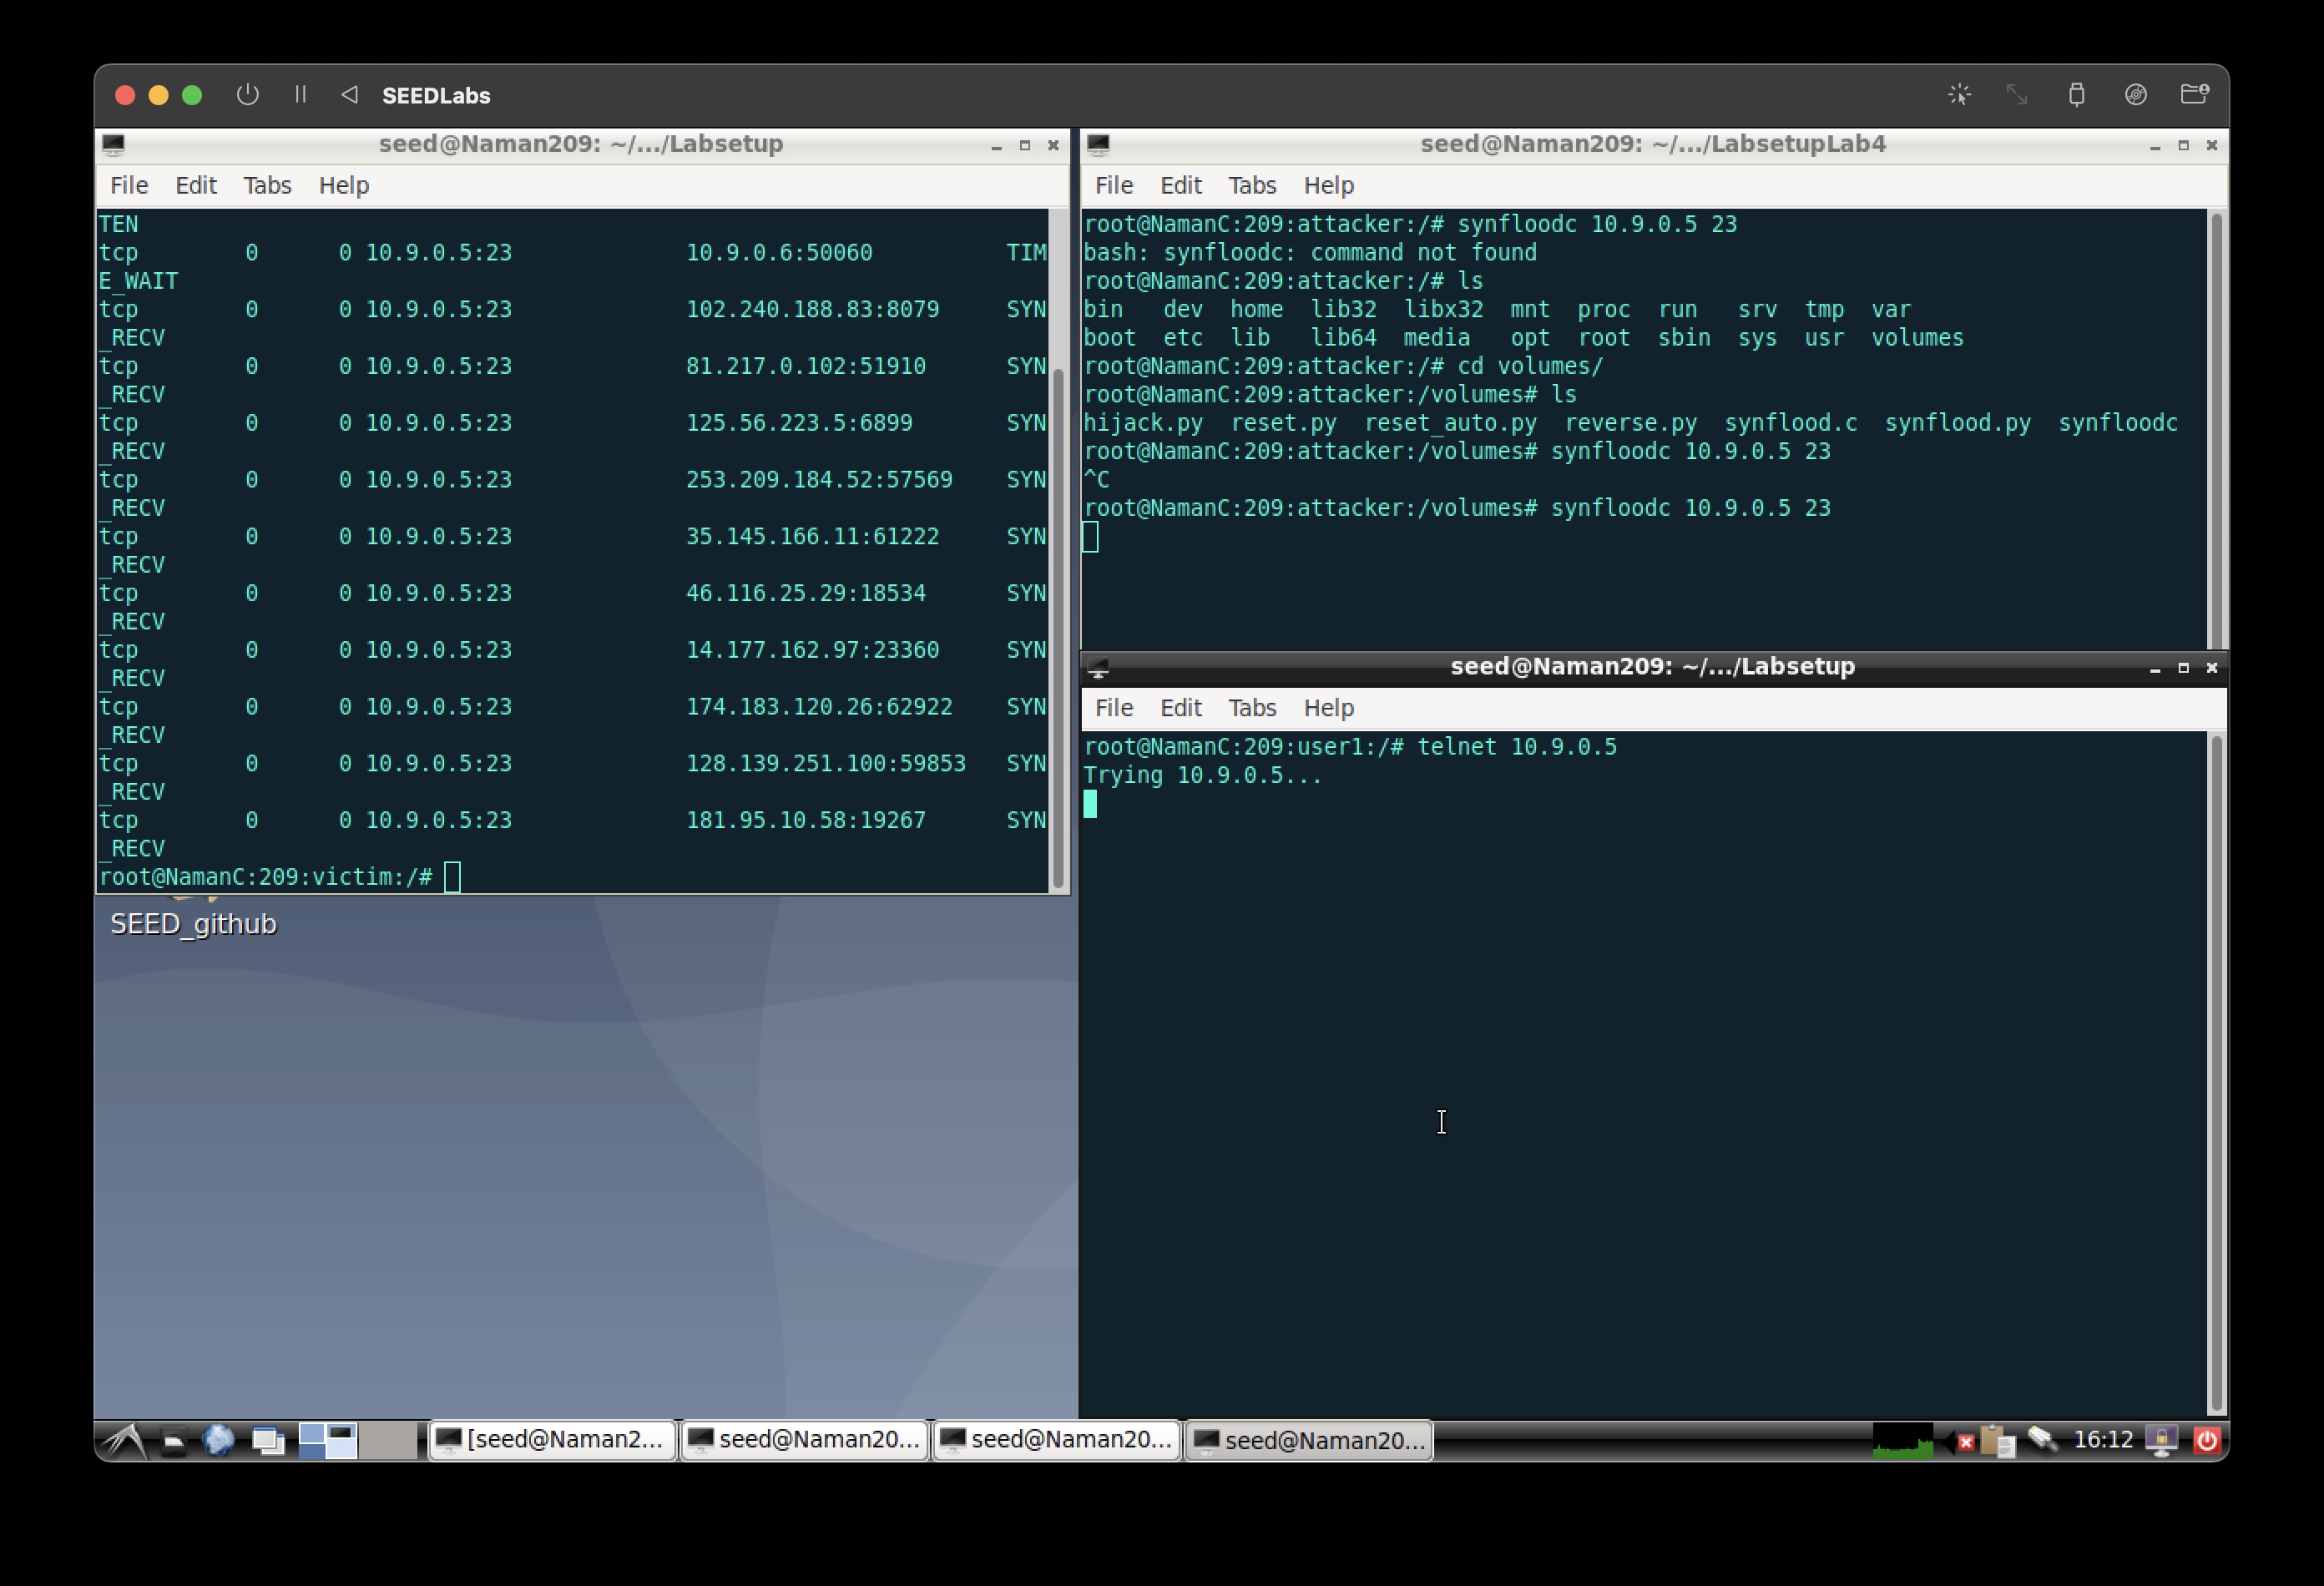 SEEDLabs
seed@Naman209: ~/.../Labsetup
File Edit Tabs Help
TEN
tcp 0 0 10.9.0.5:23 10.9.0.6:50060 TIM
E_WAIT
tcp 0 0 10.9.0.5:23 102.240.188.83:8079 SYN
_RECV
tcp 0 0 10.9.0.5:23 81.217.0.102:51910 SYN
_RECV
tcp 0 0 10.9.0.5:23 125.56.223.5:6899 SYN
_RECV
tcp 0 0 10.9.0.5:23 253.209.184.52:57569 SYN
_RECV
tcp 0 0 10.9.0.5:23 35.145.166.11:61222 SYN
_RECV
tcp 0 0 10.9.0.5:23 46.116.25.29:18534 SYN
_RECV
tcp 0 0 10.9.0.5:23 14.177.162.97:23360 SYN
_RECV
tcp 0 0 10.9.0.5:23 174.183.120.26:62922 SYN
_RECV
tcp 0 0 10.9.0.5:23 128.139.251.100:59853 SYN
_RECV
tcp 0 0 10.9.0.5:23 181.95.10.58:19267 SYN
_RECV
root@NamanC:209:victim:/#
SEED_github
seed@Naman209: ~/.../LabsetupLab4
File Edit Tabs Help
root@NamanC:209:attacker:/# synfloodc 10.9.0.5 23
bash: synfloodc: command not found
root@NamanC:209:attacker:/# ls
bin dev home lib32 libx32 mnt proc run srv tmp var
boot etc lib lib64 media opt root sbin sys usr volumes
root@NamanC:209:attacker:/# cd volumes/
root@NamanC:209:attacker:/volumes# ls
hijack.py reset.py reset_auto.py reverse.py synflood.c synflood.py synfloodc
root@NamanC:209:attacker:/volumes# synfloodc 10.9.0.5 23
^C
root@NamanC:209:attacker:/volumes# synfloodc 10.9.0.5 23
seed@Naman209: ~/.../Labsetup
File Edit Tabs Help
root@NamanC:209:user1:/# telnet 10.9.0.5
Trying 10.9.0.5...
[seed@Naman2... seed@Naman20... seed@Naman20... seed@Naman20... 16:12